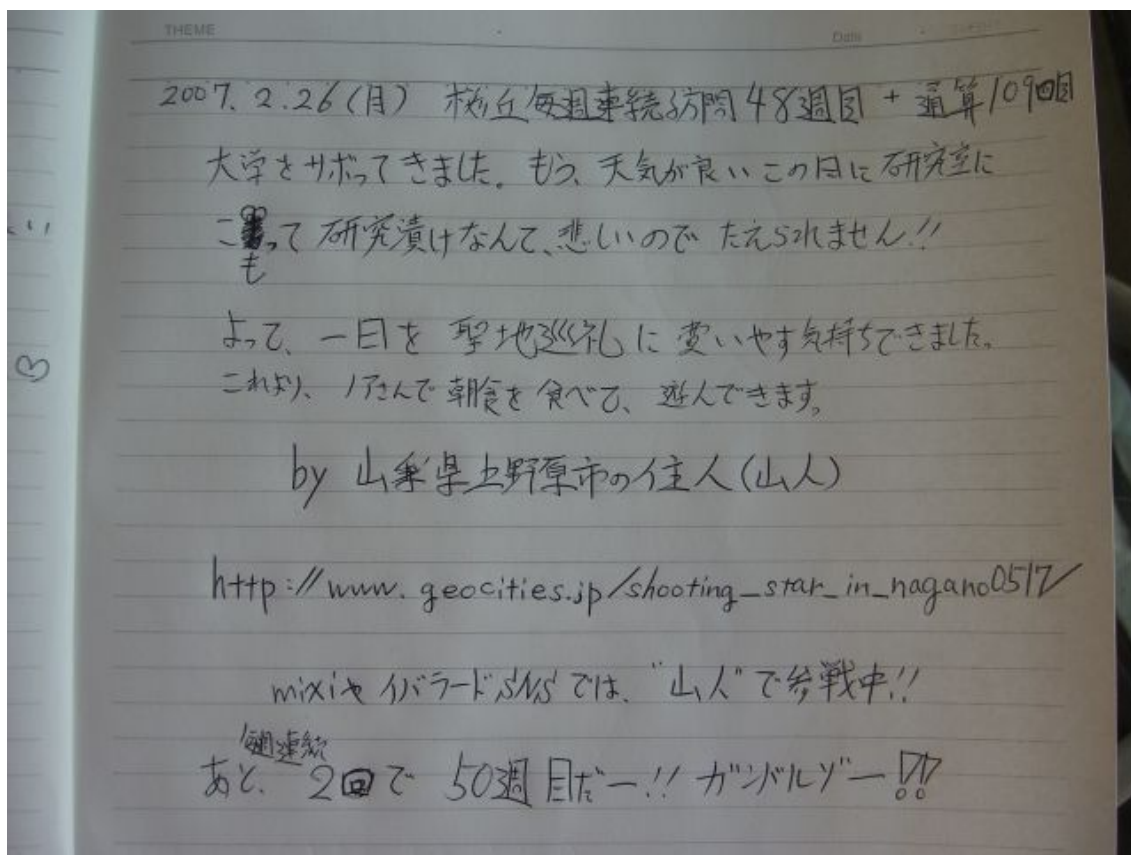 THEME
Date
2007.2.26(月) 桜丘毎週連続訪問48週目 + 通算109回目
大学をサボってきました。もう、天気が良いこの日に研究室に
こもって研究漬けなんて、悲しいのでたえられません!!
よって、一日を聖地巡礼に費いやす気持ちできました。
これより、ノアさんで朝食を食べて、遊んできます。
by 山梨県上野原市の住人(山人)
http://www.geocities.jp/shooting_star_in_nagano0517/
mixiやイバラードSNSでは、"山人"で参戦中!!
毎週連続
あと、2回で50週目だー!! ガンバルゾー!!